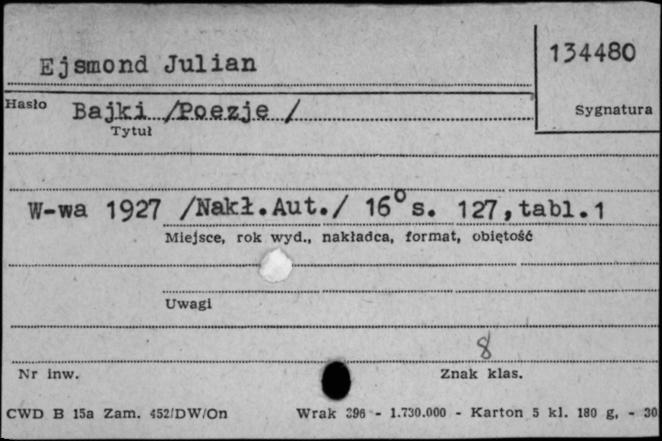 Ejsmond Julian
134480
Hasło
Bajki /Poezje /
Sygnatura
Tytuł
W-wa 1927 /Nakł.Aut./ 16° s. 127,tabl.1
Miejsce, rok wyd., nakładca, format, objętość
Uwagi
8
Nr inw.
Znak klas.
CWD B 15a Zam. 452/DW/On Wrak 396 - 1.730.000 - Karton 5 kl. 180 g, - 30